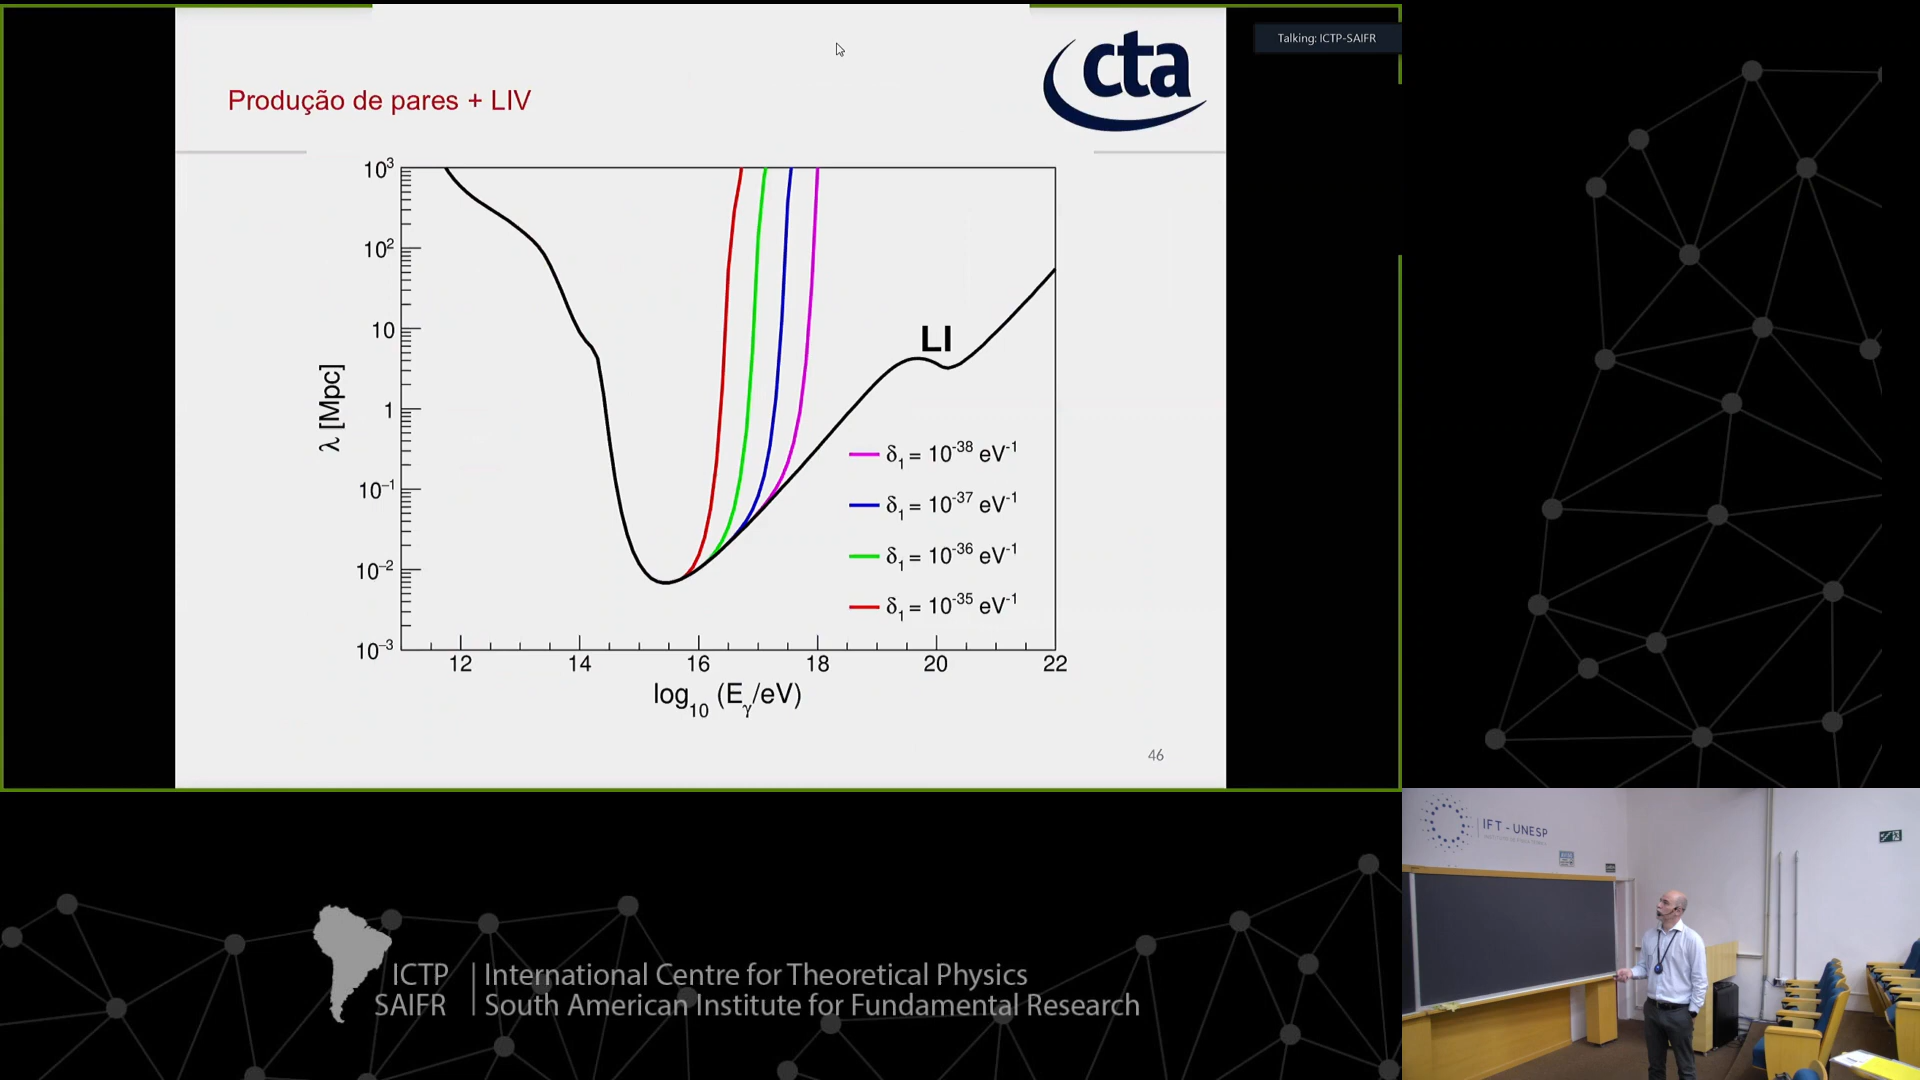 Talking: ICTP-SAIFR
cta
Produção de pares + LIV
10³
10²
10
1
10⁻¹
10⁻²
10⁻³
λ [Mpc]
LI
δ₁ = 10⁻³⁸ eV⁻¹
δ₁ = 10⁻³⁷ eV⁻¹
δ₁ = 10⁻³⁶ eV⁻¹
δ₁ = 10⁻³⁵ eV⁻¹
12 14 16 18 20 22
log₁₀ (Eᵧ/eV)
46
IFT - UNESP
ICTP | International Centre for Theoretical Physics
SAIFR | South American Institute for Fundamental Research